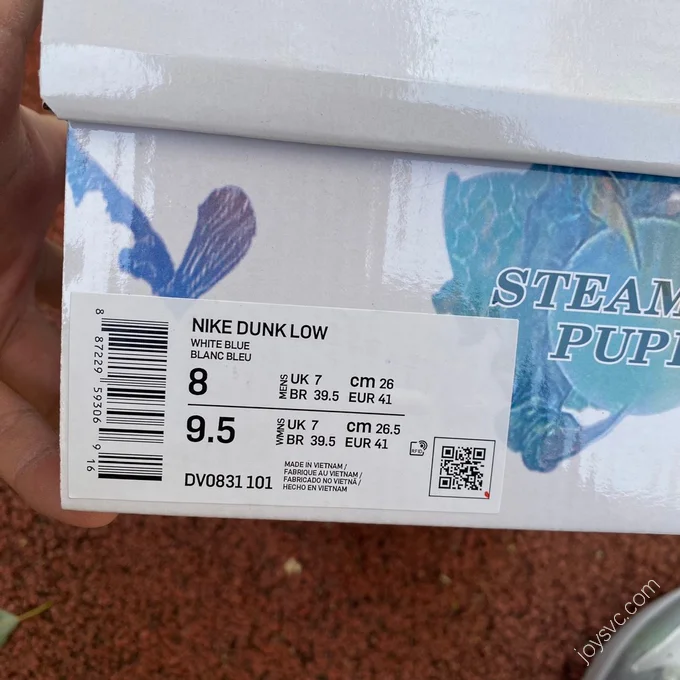 STEAM
PUP
8 87229 59306 9 16
NIKE DUNK LOW
WHITE BLUE
BLANC BLEU
8 MENS UK 7 cm 26
BR 39.5 EUR 41
9.5 WMNS UK 7 cm 26.5
BR 39.5 EUR 41
RFID
DV0831 101
MADE IN VIETNAM /
FABRIQUE AU VIETNAM /
FABRICADO NO VIETNÃ /
HECHO EN VIETNAM
joysvc.com